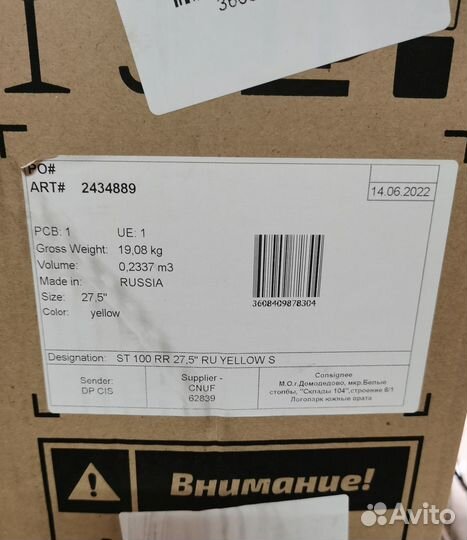 PO#
ART# 2434889
14.06.2022
PCB: 1 UE: 1
Gross Weight: 19,08 kg
Volume: 0,2337 m3
Made in: RUSSIA
Size: 27,5"
Color: yellow
3608409878304
Designation: ST 100 RR 27,5" RU YELLOW S
Sender:
DP CIS
Supplier -
CNUF
62839
Consignee
М.О.г.Домодедово, мкр.Белые
столбы, "Склады 104",строение 6/1
Логопарк южные врата
Внимание!
Avito